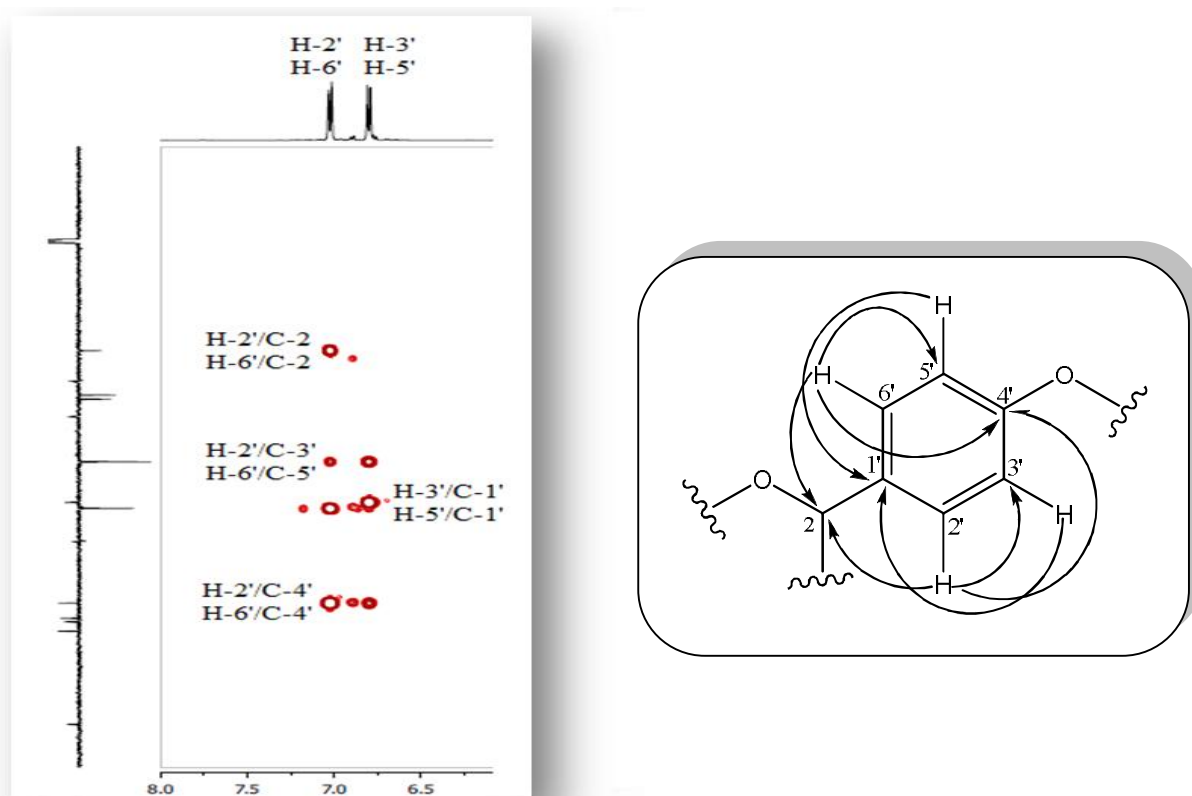 H-2' H-3'
H-6' H-5'
H-2'/C-2
H-6'/C-2
H-2'/C-3'
H-6'/C-5'
H-3'/C-1'
H-5'/C-1'
H-2'/C-4'
H-6'/C-4'
8.0 7.5 7.0 6.5
H
5'
H
O
6'
4'
1'
3'
O
H
2
2'
H